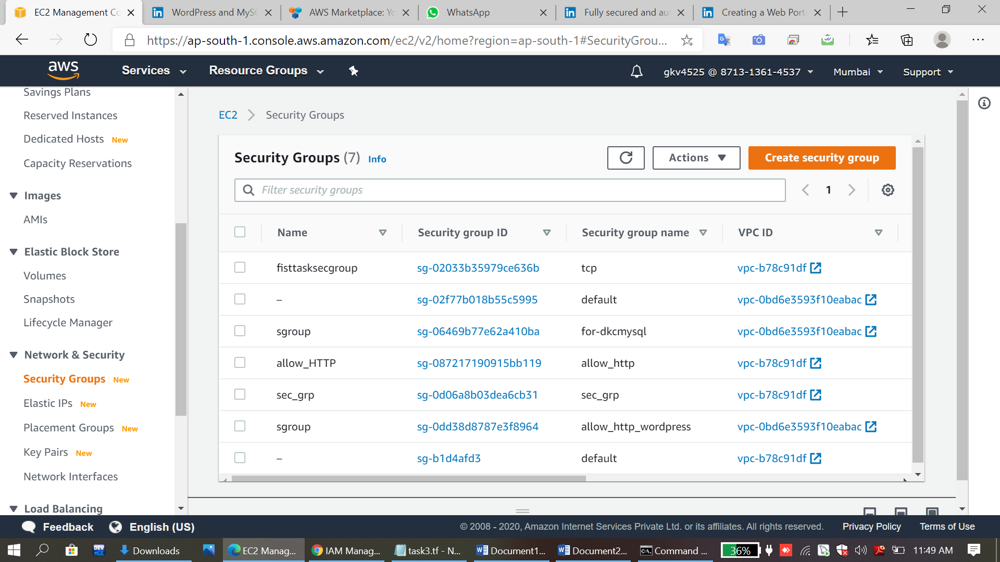 EC2 Management Co
WordPress and MySQ
AWS Marketplace: Yo
WhatsApp
Fully secured and au
Creating a Web Porta
https://ap-south-1.console.aws.amazon.com/ec2/v2/home?region=ap-south-1#SecurityGrou...
aws
Services
Resource Groups
gkv4525 @ 8713-1361-4537
Mumbai
Support
Savings Plans
Reserved Instances
Dedicated Hosts New
Capacity Reservations
Images
AMIs
Elastic Block Store
Volumes
Snapshots
Lifecycle Manager
Network & Security
Security Groups New
Elastic IPs New
Placement Groups New
Key Pairs New
Network Interfaces
Load Balancing
EC2 Security Groups
Security Groups (7) Info
Actions
Create security group
Filter security groups
1
Name Security group ID Security group name VPC ID
fisttasksecgroup sg-02033b35979ce636b tcp vpc-b78c91df
– sg-02f77b018b55c5995 default vpc-0bd6e3593f10eabac
sgroup sg-06469b77e62a410ba for-dkcmysql vpc-0bd6e3593f10eabac
allow_HTTP sg-087217190915bb119 allow_http vpc-b78c91df
sec_grp sg-0d06a8b03dea6cb31 sec_grp vpc-b78c91df
sgroup sg-0dd38d8787e3f8964 allow_http_wordpress vpc-0bd6e3593f10eabac
– sg-b1d4afd3 default vpc-b78c91df
Feedback
English (US)
© 2008 - 2020, Amazon Internet Services Private Ltd. or its affiliates. All rights reserved.
Privacy Policy
Terms of Use
DEV
Downloads
EC2 Manag...
IAM Manag...
task3.tf - N...
Document1...
Document2...
Command ...
36%
11:49 AM